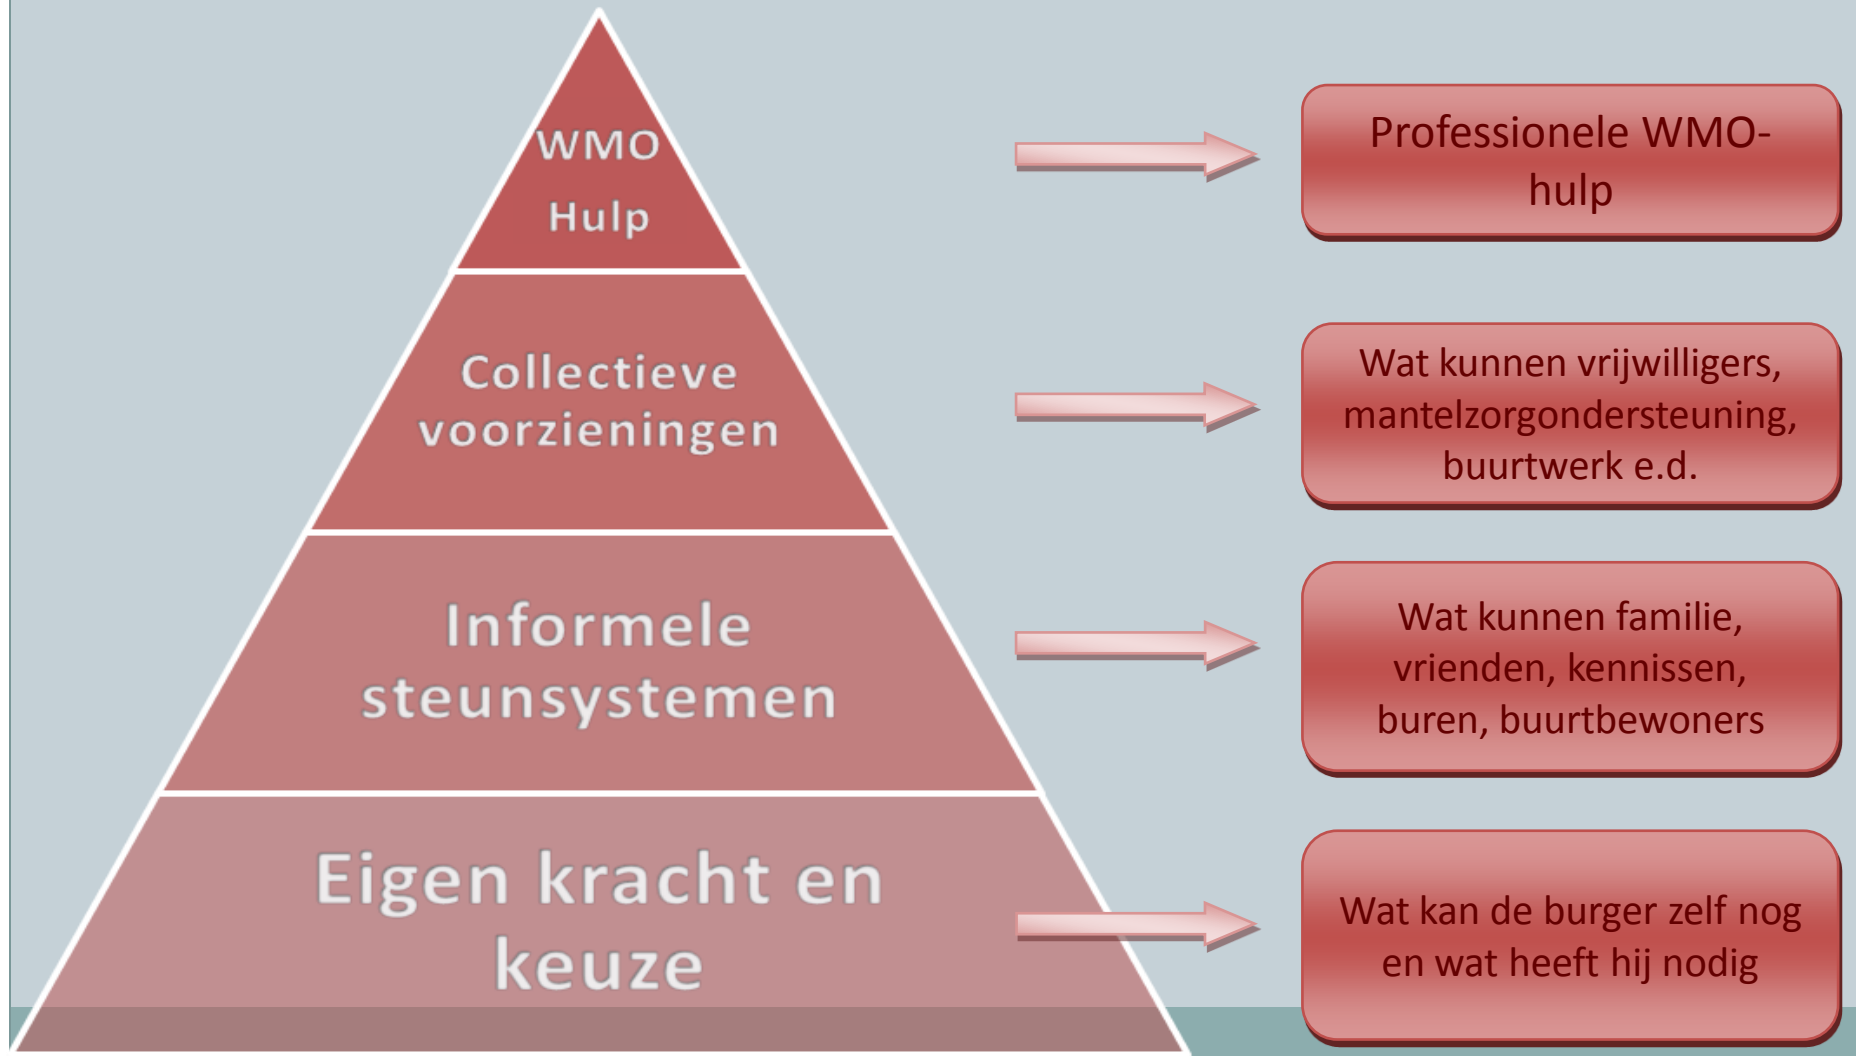 WMO
Hulp
Professionele WMO-
hulp
Collectieve
voorzieningen
Wat kunnen vrijwilligers,
mantelzorgondersteuning,
buurtwerk e.d.
Informele
steunsystemen
Wat kunnen familie,
vrienden, kennissen,
buren, buurtbewoners
Eigen kracht en
keuze
Wat kan de burger zelf nog
en wat heeft hij nodig